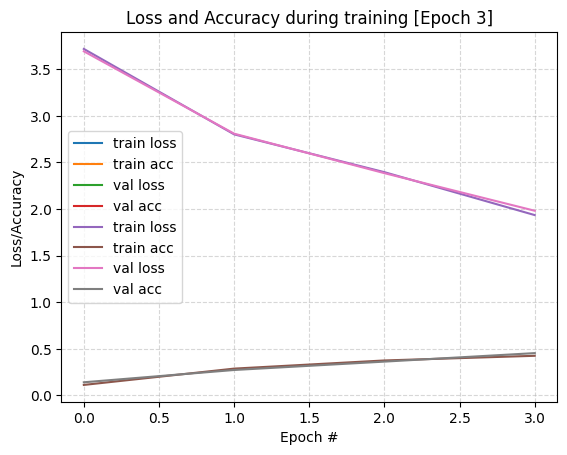 Loss and Accuracy during training [Epoch 3]
Loss/Accuracy
3.5
3.0
2.5
2.0
1.5
1.0
0.5
0.0
train loss
train acc
val loss
val acc
train loss
train acc
val loss
val acc
0.0 0.5 1.0 1.5 2.0 2.5 3.0
Epoch #